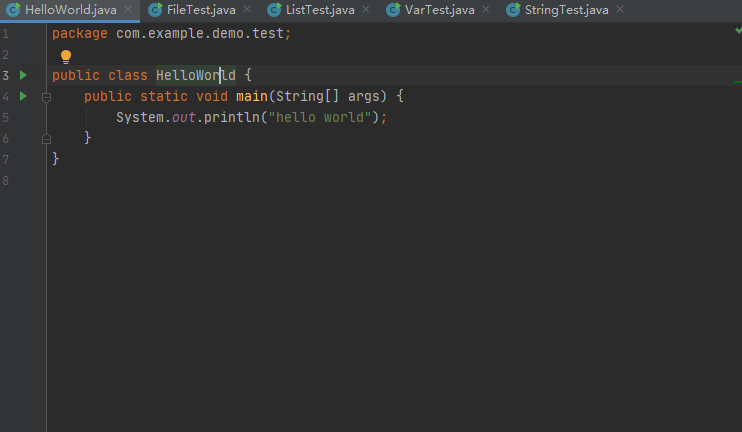 HelloWorld.java FileTest.java ListTest.java VarTest.java StringTest.java
1 package com.example.demo.test;
2
3 public class HelloWorld {
4 public static void main(String[] args) {
5 System.out.println("hello world");
6 }
7 }
8